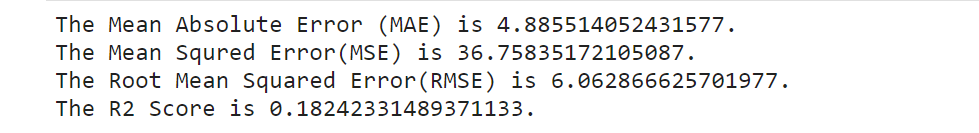 The Mean Absolute Error (MAE) is 4.885514052431577.
The Mean Squred Error(MSE) is 36.75835172105087.
The Root Mean Squared Error(RMSE) is 6.062866625701977.
The R2 Score is 0.18242331489371133.